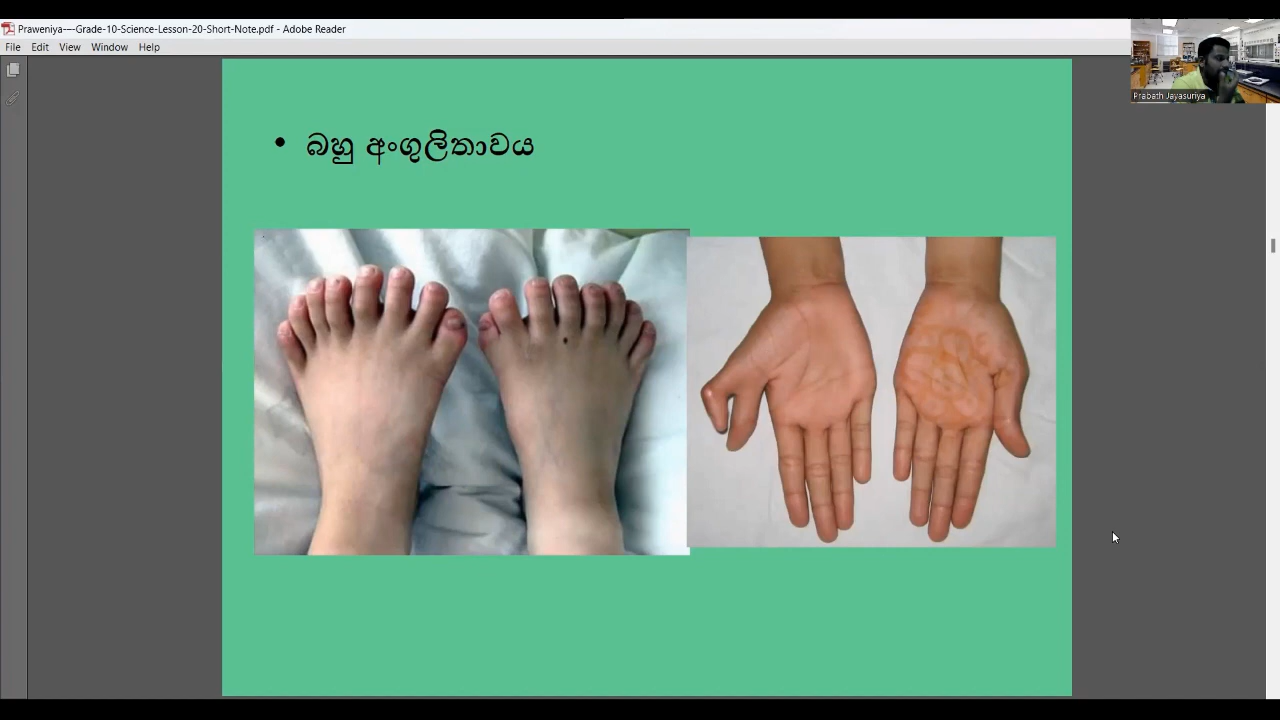 Praweniya---Grade-10-Science-Lesson-20-Short-Note.pdf - Adobe Reader
File Edit View Window Help
Prabath Jayasuriya
• බහු අංගුලිතාවය